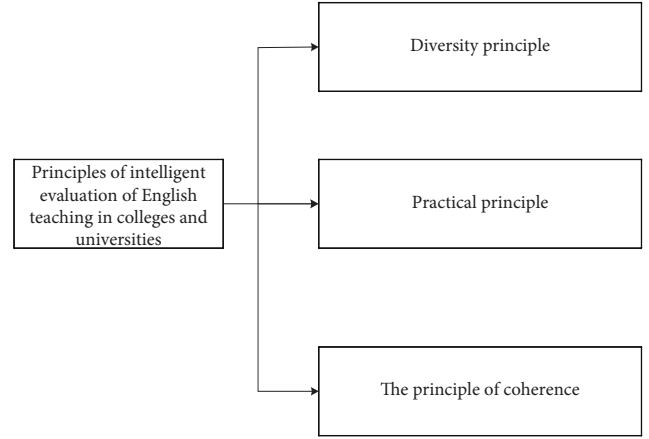 Diversity principle
Principles of intelligent
evaluation of English
teaching in colleges and
universities
Practical principle
The principle of coherence